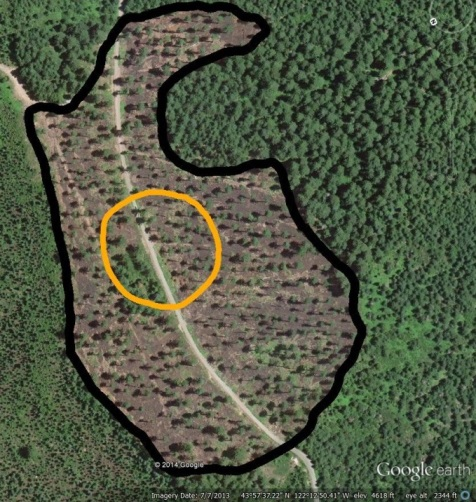 © 2014 Google
Google earth
Imagery Date: 7/7/2013 43°57'37.22" N 122°12'50.41" W elev 4618 ft eye alt 2344 ft